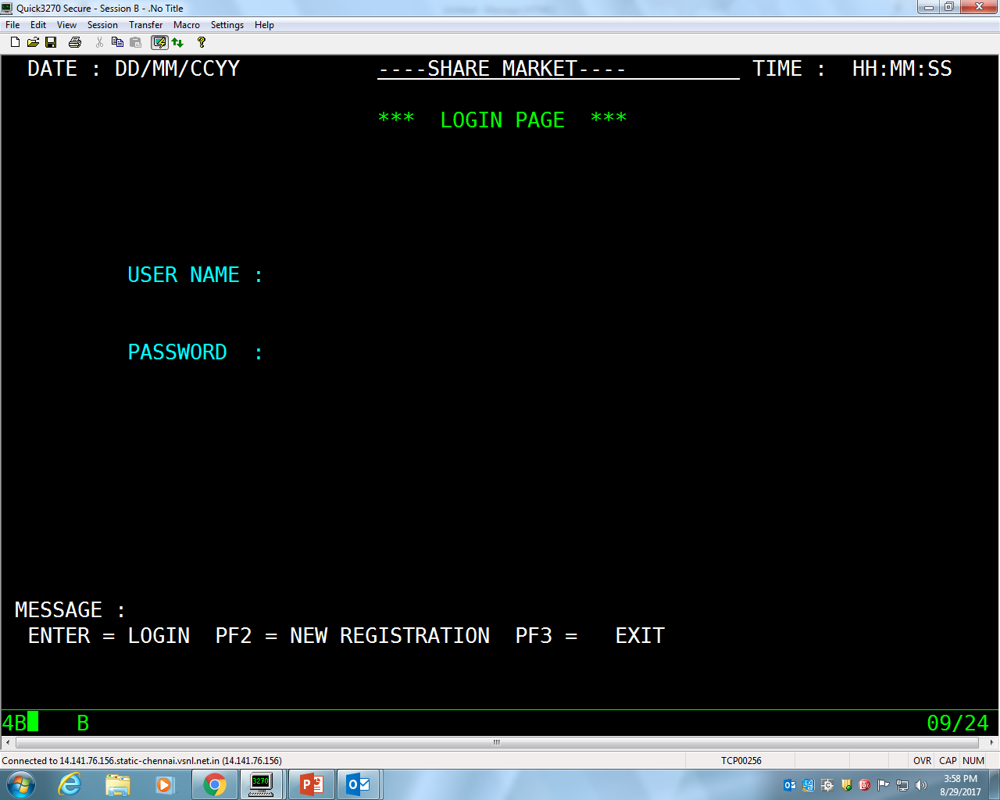 Quick3270 Secure - Session B - .No Title
File Edit View Session Transfer Macro Settings Help
DATE : DD/MM/CCYY ----SHARE MARKET---- TIME : HH:MM:SS
*** LOGIN PAGE ***
USER NAME :
PASSWORD :
MESSAGE :
ENTER = LOGIN PF2 = NEW REGISTRATION PF3 = EXIT
4B B 09/24
Connected to 14.141.76.156.static-chennai.vsnl.net.in (14.141.76.156) TCP00256 OVR CAP NUM
3270
3:58 PM
8/29/2017